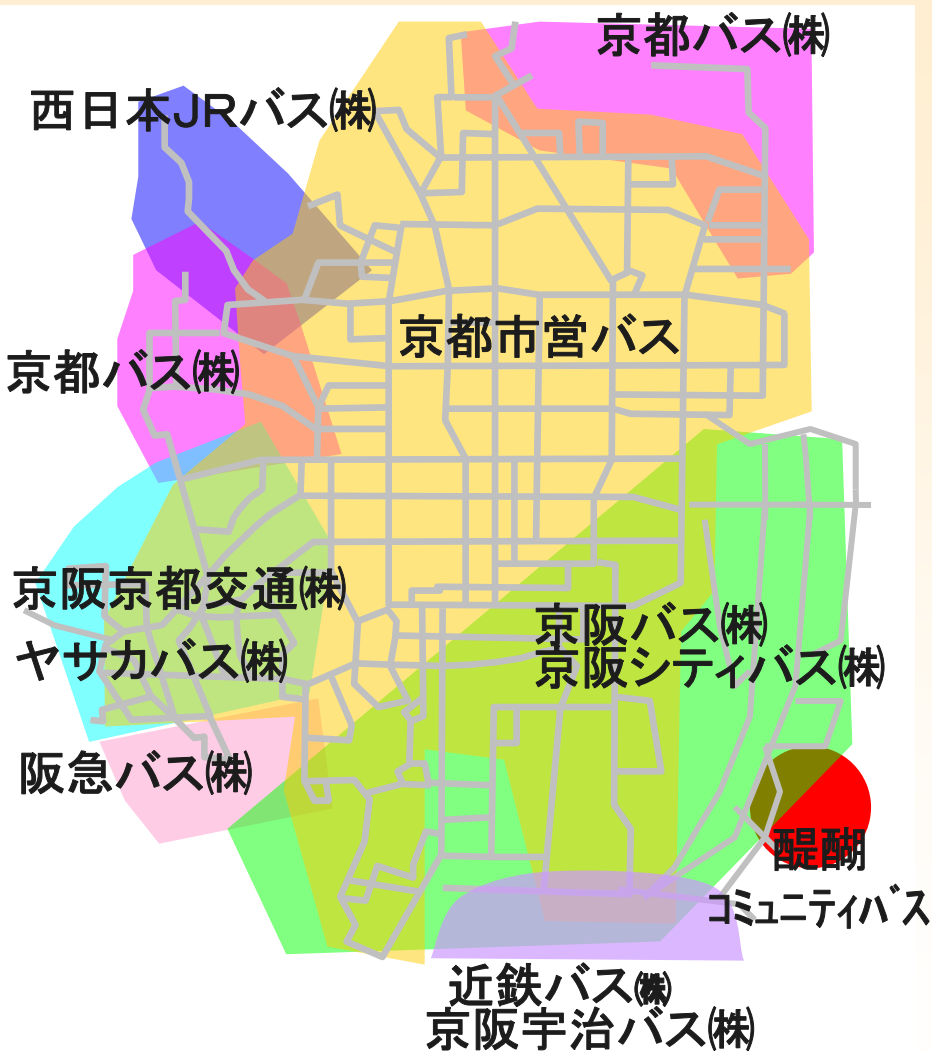 京都バス㈱
西日本JRバス㈱
京都市営バス
京都バス㈱
京阪京都交通㈱
ヤサカバス㈱
京阪バス㈱
京阪シティバス㈱
阪急バス㈱
醍醐
コミュニティバス
近鉄バス㈱
京阪宇治バス㈱